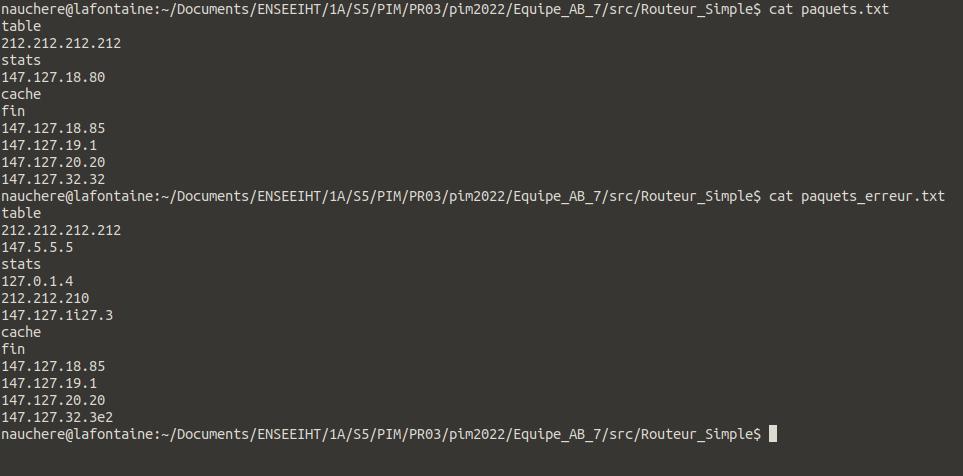 nauchere@lafontaine:~/Documents/ENSEEIHT/1A/S5/PIM/PR03/pim2022/Equipe_AB_7/src/Routeur_Simple$ cat paquets.txt
table
212.212.212.212
stats
147.127.18.80
cache
fin
147.127.18.85
147.127.19.1
147.127.20.20
147.127.32.32
nauchere@lafontaine:~/Documents/ENSEEIHT/1A/S5/PIM/PR03/pim2022/Equipe_AB_7/src/Routeur_Simple$ cat paquets_erreur.txt
table
212.212.212.212
147.5.5.5
stats
127.0.1.4
212.212.210
147.127.1i27.3
cache
fin
147.127.18.85
147.127.19.1
147.127.20.20
147.127.32.3e2
nauchere@lafontaine:~/Documents/ENSEEIHT/1A/S5/PIM/PR03/pim2022/Equipe_AB_7/src/Routeur_Simple$